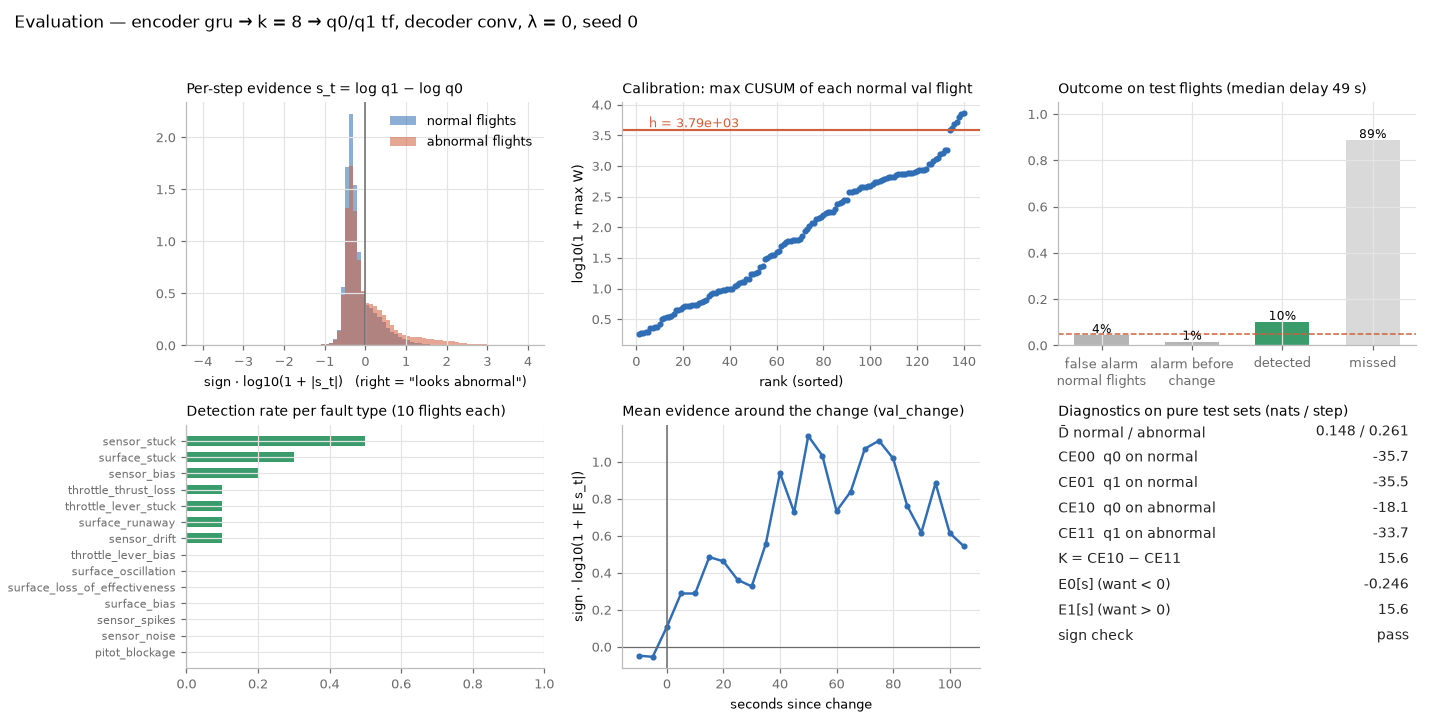 Evaluation — encoder gru → k = 8 → q0/q1 tf, decoder conv, λ = 0, seed 0
Per-step evidence s_t = log q1 − log q0
normal flights
abnormal flights
2.0
1.5
1.0
0.5
0.0
−4
−3
−2
−1
0
1
2
3
4
sign · log10(1 + |s_t|)   (right = "looks abnormal")
Calibration: max CUSUM of each normal val flight
h = 3.79e+03
log10(1 + max W)
4.0
3.5
3.0
2.5
2.0
1.5
1.0
0.5
0
20
40
60
80
100
120
140
rank (sorted)
Outcome on test flights (median delay 49 s)
1.0
0.8
0.6
0.4
0.2
0.0
4%
1%
10%
89%
false alarm
normal flights
alarm before
change
detected
missed
Detection rate per fault type (10 flights each)
sensor_stuck
surface_stuck
sensor_bias
throttle_thrust_loss
throttle_lever_stuck
surface_runaway
sensor_drift
throttle_lever_bias
surface_oscillation
surface_loss_of_effectiveness
surface_bias
sensor_spikes
sensor_noise
pitot_blockage
0.0
0.2
0.4
0.6
0.8
1.0
Mean evidence around the change (val_change)
sign · log10(1 + |E s_t|)
1.0
0.8
0.6
0.4
0.2
0.0
0
20
40
60
80
100
seconds since change
Diagnostics on pure test sets (nats / step)
D̄ normal / abnormal 0.148 / 0.261
CE00  q0 on normal -35.7
CE01  q1 on normal -35.5
CE10  q0 on abnormal -18.1
CE11  q1 on abnormal -33.7
K = CE10 − CE11 15.6
E0[s] (want < 0) -0.246
E1[s] (want > 0) 15.6
sign check pass